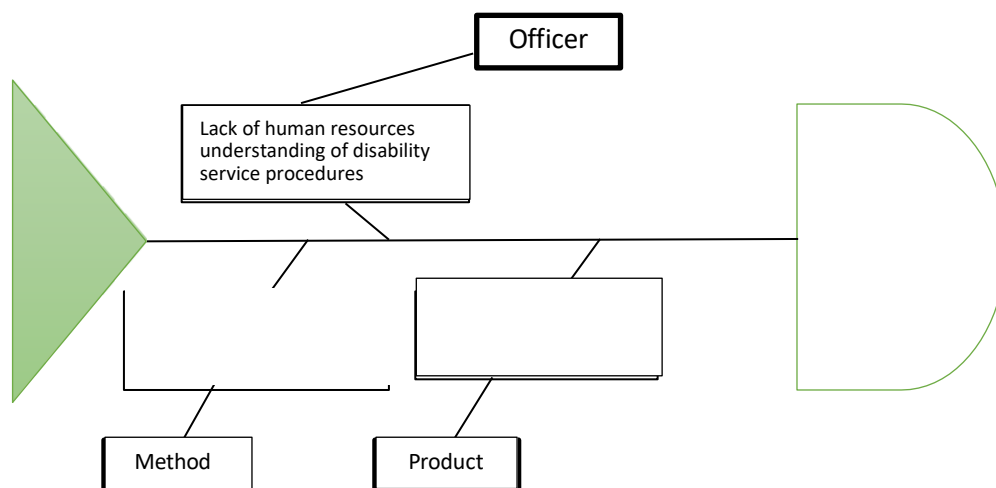 Officer
Lack of human resources
understanding of disability
service procedures
Method
Product